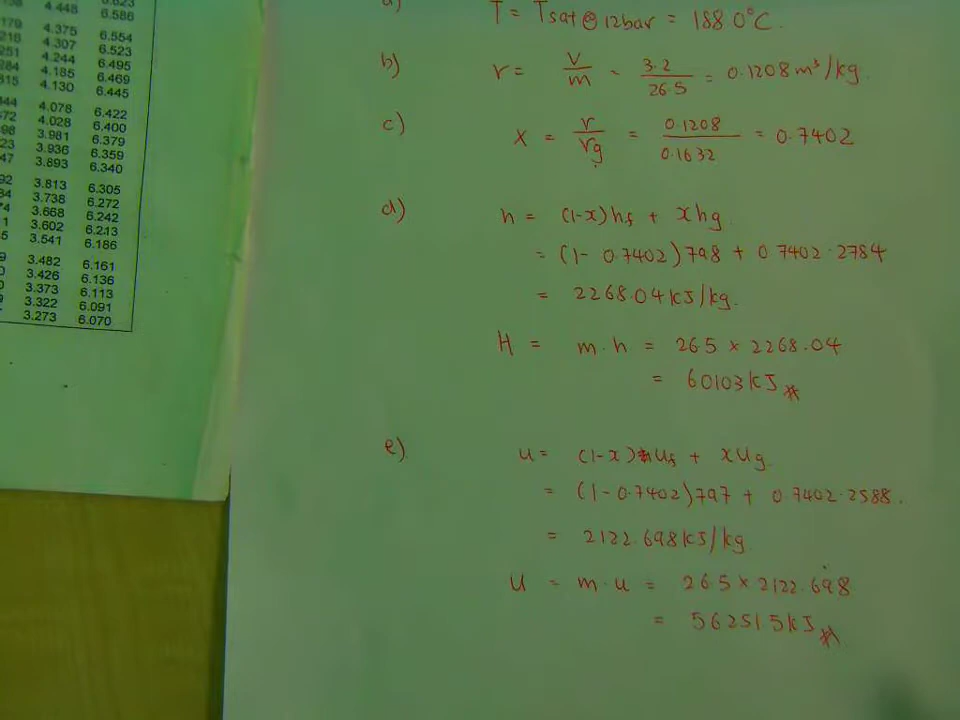 4.448 6.586
4.375 6.554
4.307 6.523
4.244 6.495
4.185 6.469
4.130 6.445
4.078 6.422
4.028 6.400
3.981 6.379
3.936 6.359
3.893 6.340
3.813 6.305
3.738 6.272
3.668 6.242
3.602 6.213
3.541 6.186
3.482 6.161
3.426 6.136
3.373 6.113
3.322 6.091
3.273 6.070
a) T = Tsat @ 12bar = 188.0°C.
b) v = V/m = 3.2/26.5 = 0.1208 m³/kg.
c) x = v/vg = 0.1208/0.1632 = 0.7402
d) h = (1-x)hf + xhg.
= (1 - 0.7402)798 + 0.7402·2784
= 2268.04 kJ/kg.
H = m·h = 26.5 × 2268.04
= 60103 kJ
e) u = (1-x)uf + xug.
= (1 - 0.7402)797 + 0.7402·2588.
= 2122.698 kJ/kg
U = m·u = 26.5 × 2122.698
= 56251.5 kJ